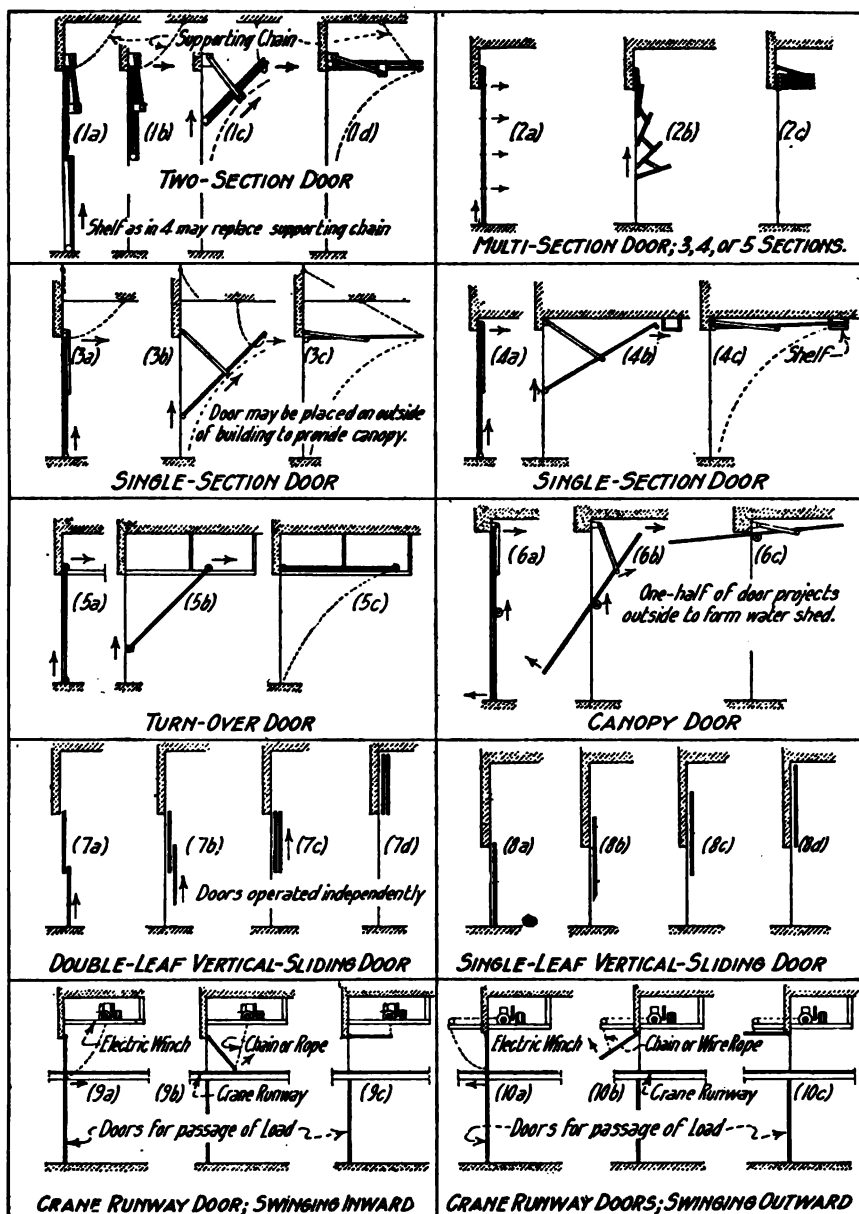 Supporting Chain
(1a)
(1b)
(1c)
(1d)
TWO-SECTION DOOR
Shelf as in 4 may replace supporting chain
(2a)
(2b)
(2c)
MULTI-SECTION DOOR; 3, 4, or 5 SECTIONS.
(3a)
(3b)
(3c)
Door may be placed on outside
of building to provide canopy.
SINGLE-SECTION DOOR
(4a)
(4b)
(4c)
Shelf
SINGLE-SECTION DOOR
(5a)
(5b)
(5c)
TURN-OVER DOOR
(6a)
(6b)
(6c)
One-half of door projects
outside to form water shed.
CANOPY DOOR
(7a)
(7b)
(7c)
(7d)
Doors operated independently
DOUBLE-LEAF VERTICAL-SLIDING DOOR
(8a)
(8b)
(8c)
(8d)
SINGLE-LEAF VERTICAL-SLIDING DOOR
Electric Winch
Chain or Rope
(9a)
(9b)
Crane Runway
(9c)
Doors for passage of Load
CRANE RUNWAY DOOR; SWINGING INWARD
Electric Winch
Chain or Wire Rope
(10a)
(10b)
Crane Runway
(10c)
Doors for passage of Load
CRANE RUNWAY DOORS; SWINGING OUTWARD